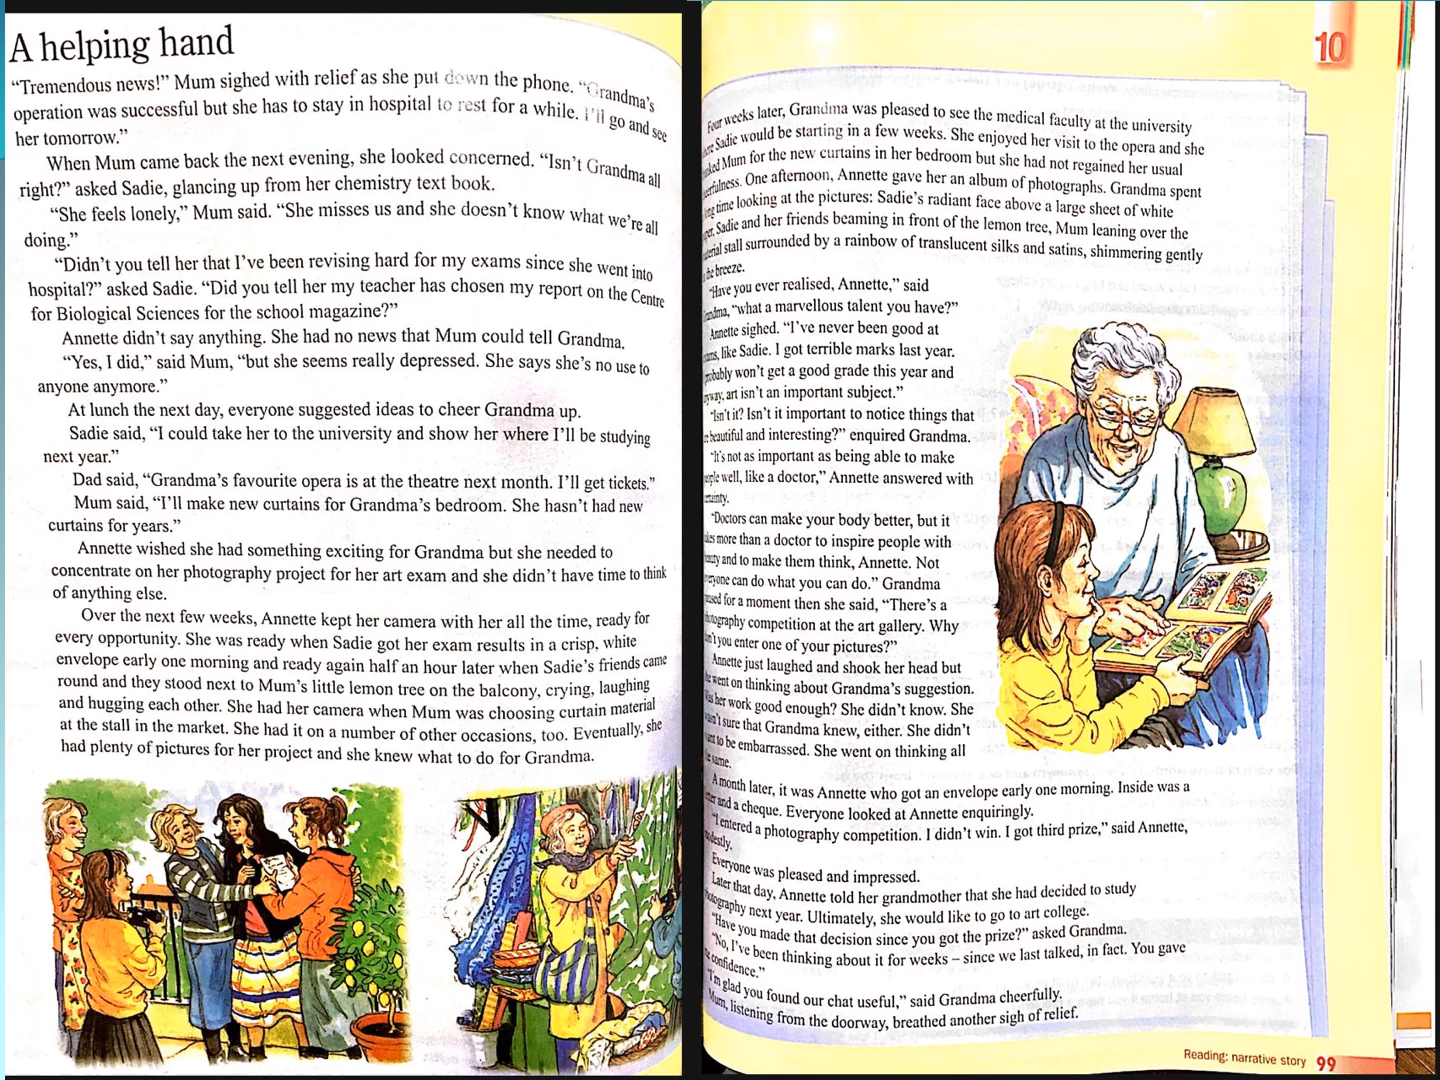 A helping hand
“Tremendous news!” Mum sighed with relief as she put down the phone. “Grandma’s
operation was successful but she has to stay in hospital to rest for a while. I’ll go and see
her tomorrow.”
When Mum came back the next evening, she looked concerned. “Isn’t Grandma all
right?” asked Sadie, glancing up from her chemistry text book.
“She feels lonely,” Mum said. “She misses us and she doesn’t know what we’re all
doing.”
“Didn’t you tell her that I’ve been revising hard for my exams since she went into
hospital?” asked Sadie. “Did you tell her my teacher has chosen my report on the Centre
for Biological Sciences for the school magazine?”
Annette didn’t say anything. She had no news that Mum could tell Grandma.
“Yes, I did,” said Mum, “but she seems really depressed. She says she’s no use to
anyone anymore.”
At lunch the next day, everyone suggested ideas to cheer Grandma up.
Sadie said, “I could take her to the university and show her where I’ll be studying
next year.”
Dad said, “Grandma’s favourite opera is at the theatre next month. I’ll get tickets.”
Mum said, “I’ll make new curtains for Grandma’s bedroom. She hasn’t had new
curtains for years.”
Annette wished she had something exciting for Grandma but she needed to
concentrate on her photography project for her art exam and she didn’t have time to think
of anything else.
Over the next few weeks, Annette kept her camera with her all the time, ready for
every opportunity. She was ready when Sadie got her exam results in a crisp, white
envelope early one morning and ready again half an hour later when Sadie’s friends came
round and they stood next to Mum’s little lemon tree on the balcony, crying, laughing
and hugging each other. She had her camera when Mum was choosing curtain material
at the stall in the market. She had it on a number of other occasions, too. Eventually, she
had plenty of pictures for her project and she knew what to do for Grandma.
10
Four weeks later, Grandma was pleased to see the medical faculty at the university
Sadie would be starting in a few weeks. She enjoyed her visit to the opera and she
Mum for the new curtains in her bedroom but she had not regained her usual
One afternoon, Annette gave her an album of photographs. Grandma spent
time looking at the pictures: Sadie’s radiant face above a large sheet of white
Sadie and her friends beaming in front of the lemon tree, Mum leaning over the
stall surrounded by a rainbow of translucent silks and satins, shimmering gently
the breeze.
“Have you ever realised, Annette,” said
“what a marvellous talent you have?”
Annette sighed. “I’ve never been good at
like Sadie. I got terrible marks last year.
won’t get a good grade this year and
art isn’t an important subject.”
“Isn’t it? Isn’t it important to notice things that
beautiful and interesting?” enquired Grandma.
“It’s not as important as being able to make
well, like a doctor,” Annette answered with
“Doctors can make your body better, but it
more than a doctor to inspire people with
and to make them think, Annette. Not
can do what you can do.” Grandma
for a moment then she said, “There’s a
competition at the art gallery. Why
you enter one of your pictures?”
Annette just laughed and shook her head but
went on thinking about Grandma’s suggestion.
her work good enough? She didn’t know. She
sure that Grandma knew, either. She didn’t
to be embarrassed. She went on thinking all
same.
A month later, it was Annette who got an envelope early one morning. Inside was a
and a cheque. Everyone looked at Annette enquiringly.
“I entered a photography competition. I didn’t win. I got third prize,” said Annette,
Everyone was pleased and impressed.
Later that day, Annette told her grandmother that she had decided to study
next year. Ultimately, she would like to go to art college.
“Have you made that decision since you got the prize?” asked Grandma.
“No, I’ve been thinking about it for weeks – since we last talked, in fact. You gave
confidence.”
“I’m glad you found our chat useful,” said Grandma cheerfully.
Mum, listening from the doorway, breathed another sigh of relief.
Reading: narrative story 99